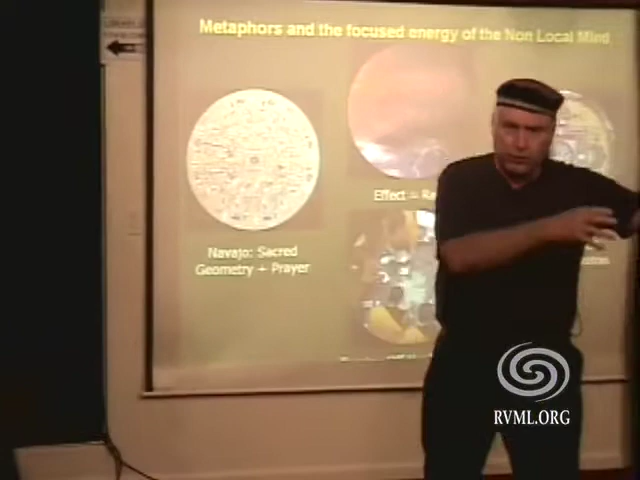 Metaphors and the focused energy of the Non Local Mind
Effect = 
Navajo: Sacred
Geometry + Prayer
RVML.ORG